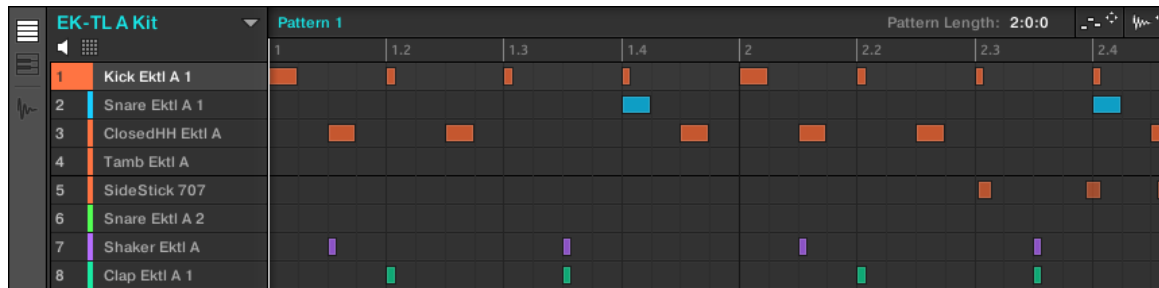 EK-TL A Kit
Pattern 1
Pattern Length: 2:0:0
1 1.2 1.3 1.4 2 2.2 2.3 2.4
1 Kick Ektl A 1
2 Snare Ektl A 1
3 ClosedHH Ektl A
4 Tamb Ektl A
5 SideStick 707
6 Snare Ektl A 2
7 Shaker Ektl A
8 Clap Ektl A 1